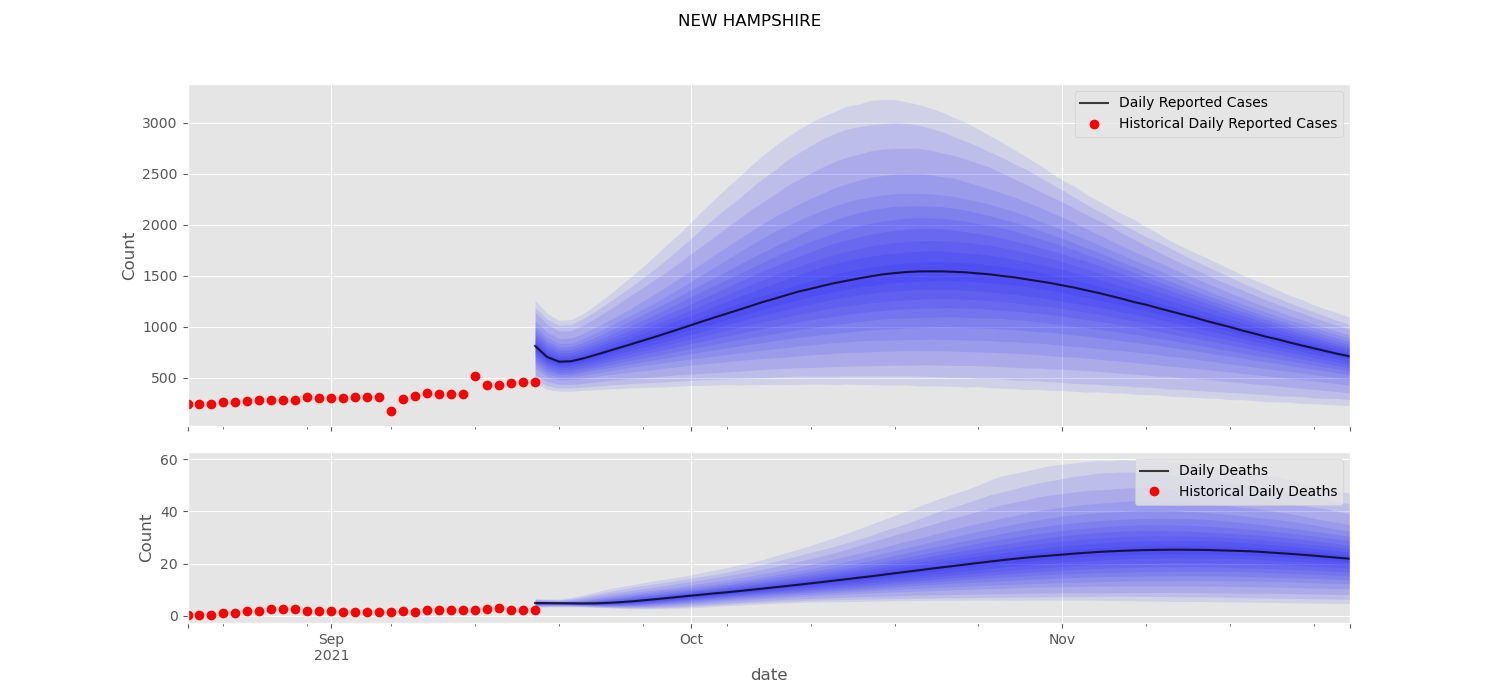 NEW HAMPSHIRE
3000
2500
2000
1500
1000
500
Count
Daily Reported Cases
Historical Daily Reported Cases
60
40
20
0
Count
Daily Deaths
Historical Daily Deaths
Sep
2021
Oct
Nov
date